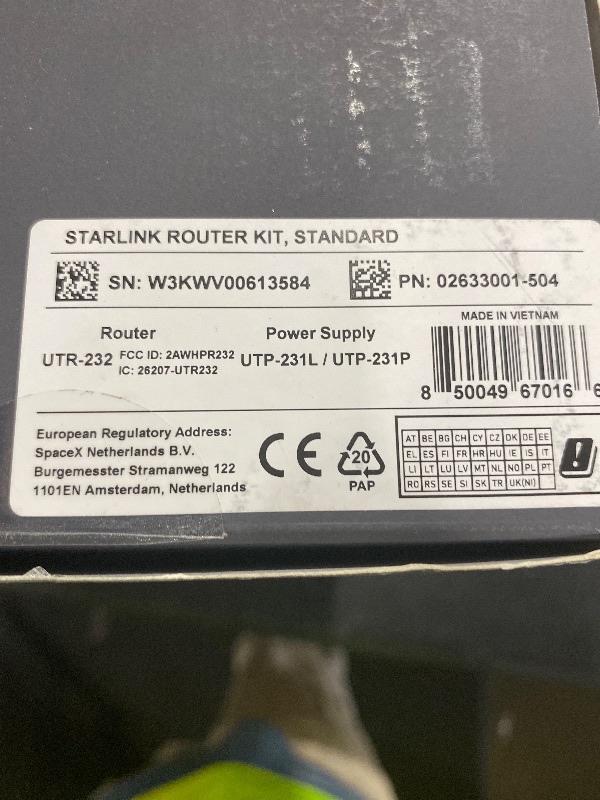 STARLINK ROUTER KIT, STANDARD
SN: W3KWV00613584
PN: 02633001-504
Router
UTR-232 FCC ID: 2AWHPR232
IC: 26207-UTR232
Power Supply
UTP-231L / UTP-231P
MADE IN VIETNAM
8 50049 67016 6
European Regulatory Address:
SpaceX Netherlands B.V.
Burgemesster Stramanweg 122
1101EN Amsterdam, Netherlands
CE
20
PAP
AT BE BG CH CY CZ DK DE EE
EL ES FI FR HR HU IE IS IT
LI LT LU LV MT NL NO PL PT
RO RS SE SI SK TR UK(NI)